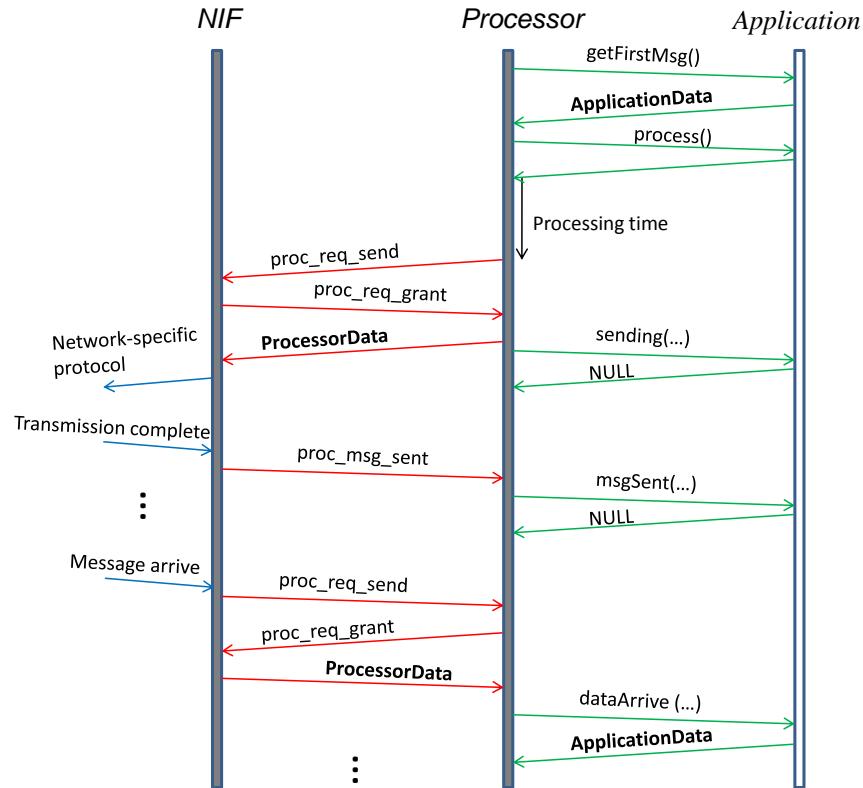 NIF
Processor
Application
getFirstMsg()
ApplicationData
process()
Processing time
proc_req_send
proc_req_grant
Network-specific
protocol
ProcessorData
sending(...)
NULL
Transmission complete
proc_msg_sent
msgSent(...)
NULL
Message arrive
proc_req_send
proc_req_grant
ProcessorData
dataArrive (...)
ApplicationData